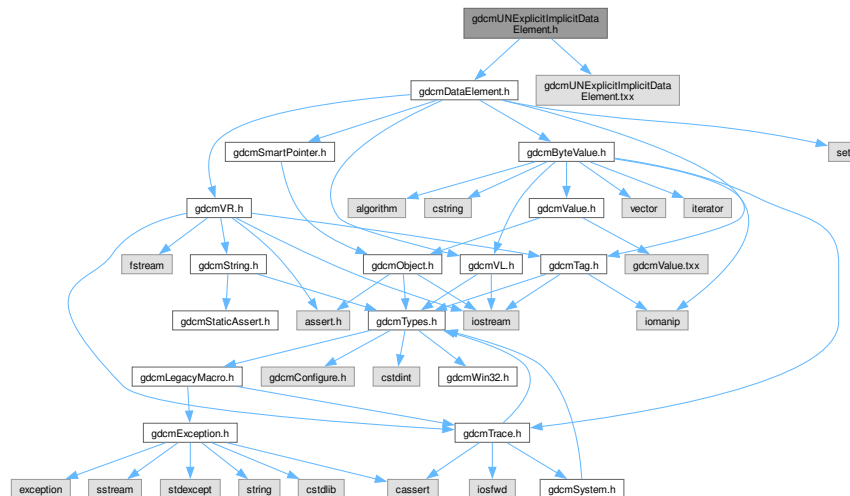 gdcmUNExplicitImplicitData
Element.h
gdcmDataElement.h
gdcmUNExplicitImplicitData
Element.txx
gdcmSmartPointer.h
gdcmByteValue.h
set
gdcmVR.h
algorithm
cstring
gdcmValue.h
vector
iterator
fstream
gdcmString.h
gdcmObject.h
gdcmVL.h
gdcmTag.h
gdcmValue.txx
gdcmStaticAssert.h
assert.h
gdcmTypes.h
iostream
iomanip
gdcmLegacyMacro.h
gdcmConfigure.h
cstdint
gdcmWin32.h
gdcmException.h
gdcmTrace.h
exception
sstream
stdexcept
string
cstdlib
cassert
iosfwd
gdcmSystem.h